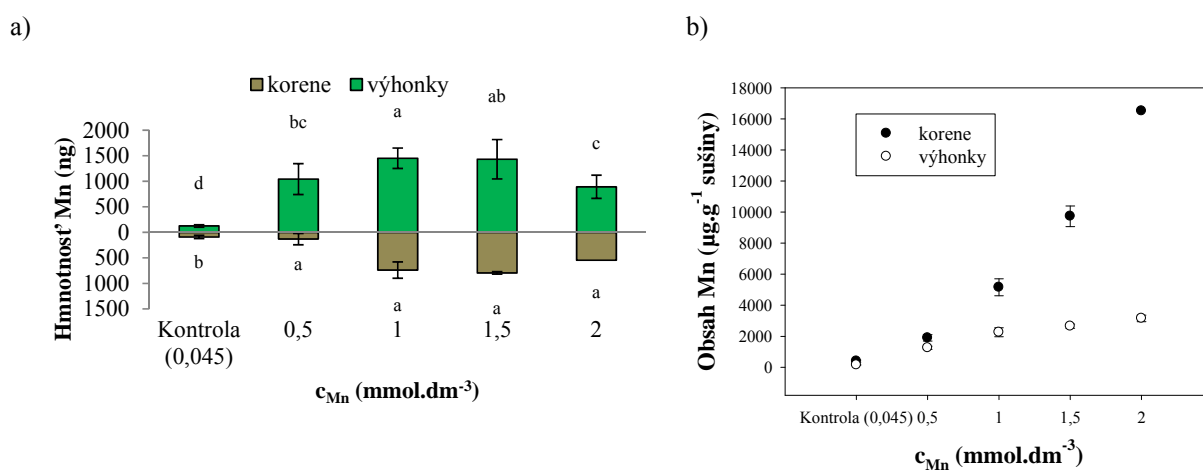 a)
korene
výhonky
Hmnotnosť Mn (ng)
2000
1500
1000
500
0
500
1000
1500
d
bc
a
ab
c
b
a
a
a
a
Kontrola
(0,045)
0,5
1
1,5
2
cMn (mmol.dm-3)
b)
Obsah Mn (µg.g-1 sušiny)
18000
16000
14000
12000
10000
8000
6000
4000
2000
0
korene
výhonky
Kontrola (0,045) 0,5 1 1,5 2
cMn (mmol.dm-3)